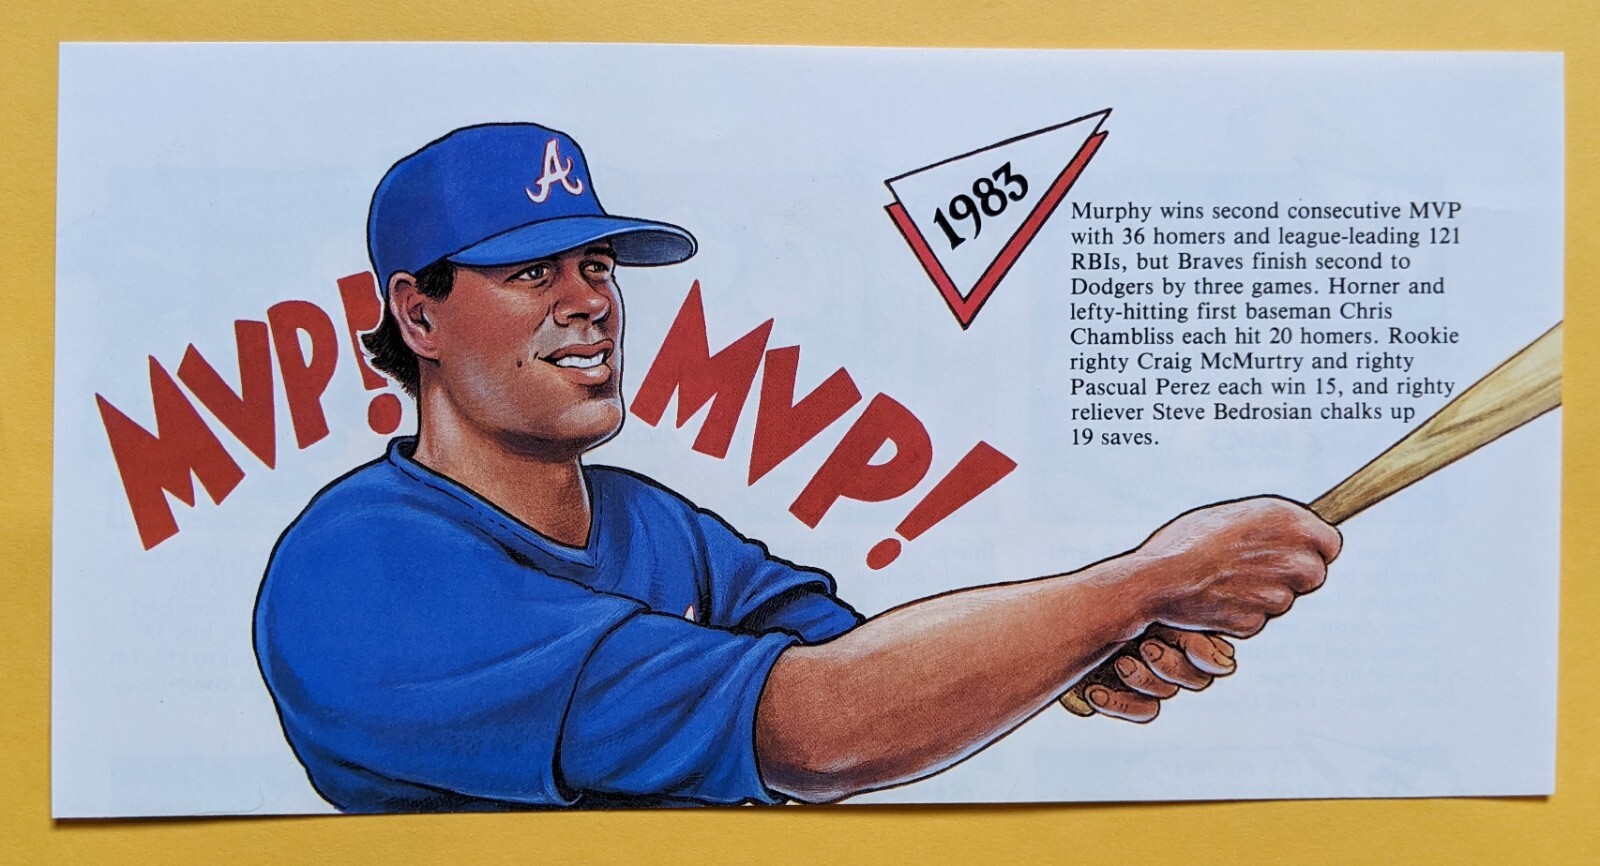 A
MVP!
MVP!
1983
Murphy wins second consecutive MVP
with 36 homers and league-leading 121
RBIs, but Braves finish second to
Dodgers by three games. Horner and
lefty-hitting first baseman Chris
Chambliss each hit 20 homers. Rookie
righty Craig McMurtry and righty
Pascual Perez each win 15, and righty
reliever Steve Bedrosian chalks up
19 saves.